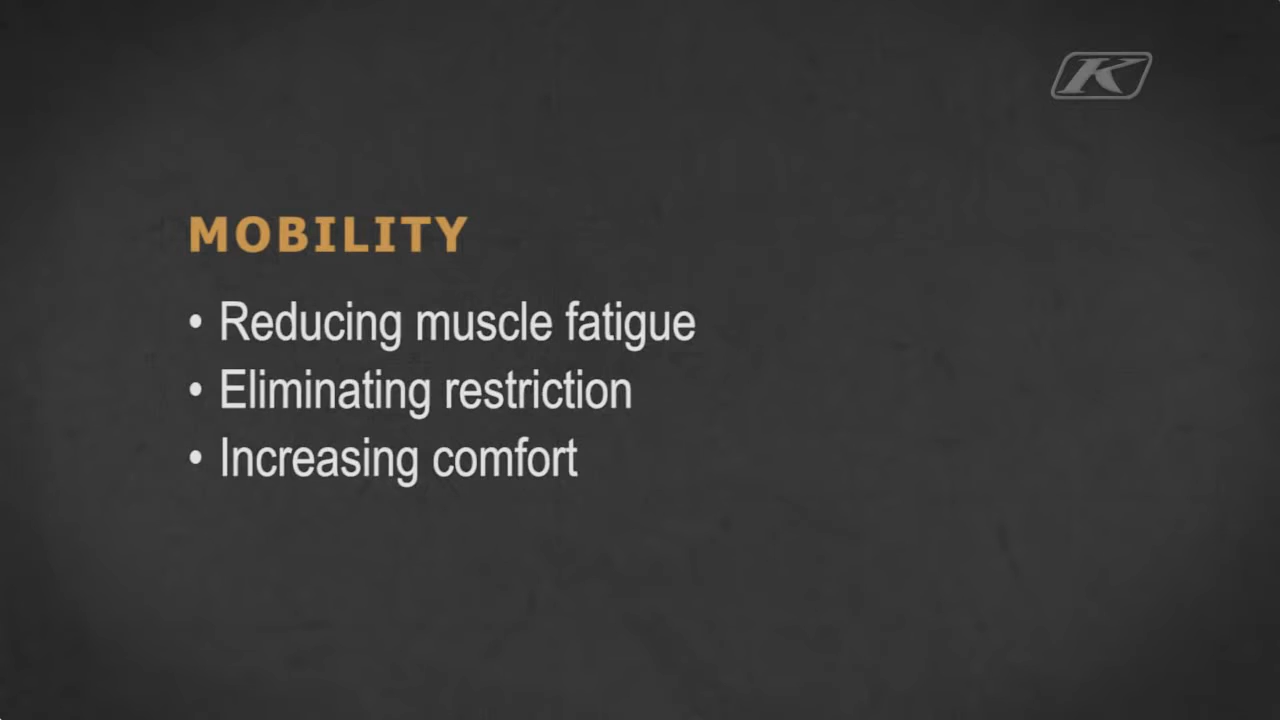 K
MOBILITY
• Reducing muscle fatigue
• Eliminating restriction
• Increasing comfort